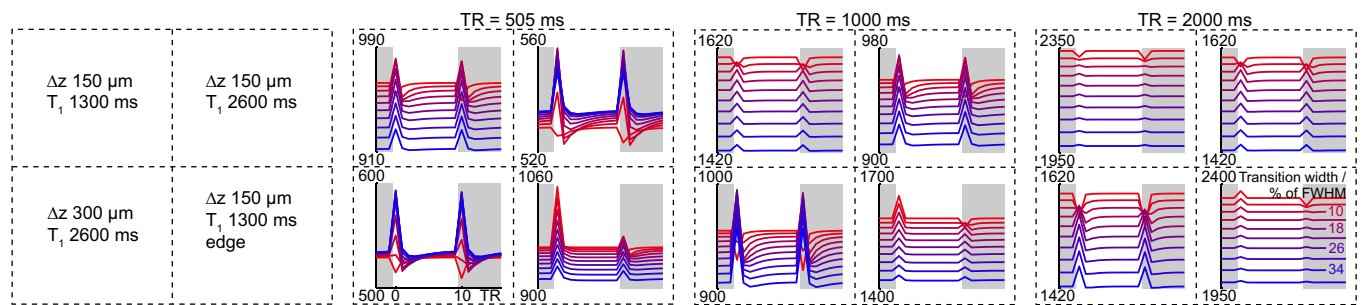 TR = 505 ms
TR = 1000 ms
TR = 2000 ms
Δz 150 μm
T1 1300 ms
Δz 150 μm
T1 2600 ms
Δz 300 μm
T1 2600 ms
Δz 150 μm
T1 1300 ms
edge
990
910
560
520
600
500
0
10
TR
1060
900
1620
1420
980
900
1000
900
1700
1400
2350
1950
1620
1420
1620
1420
2400
1950
Transition width /
% of FWHM
10
18
26
34